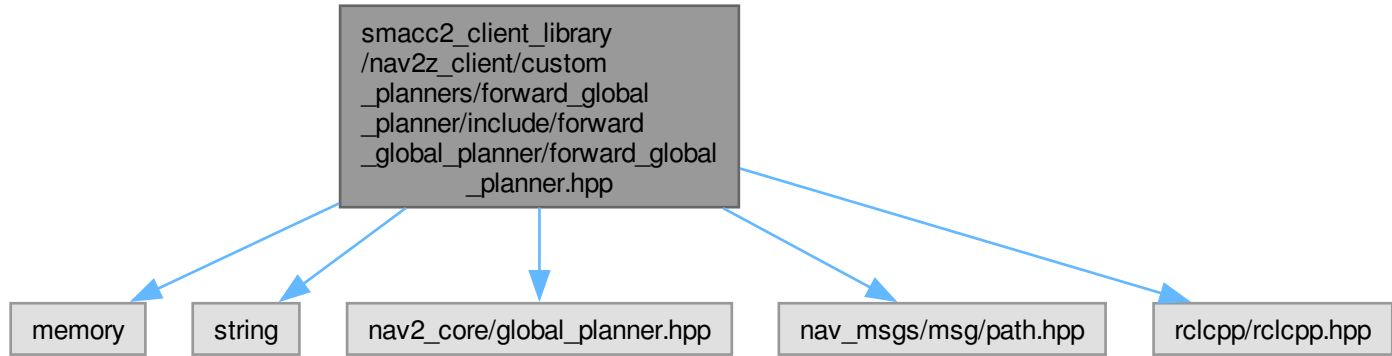 smacc2_client_library
/nav2z_client/custom
_planners/forward_global
_planner/include/forward
_global_planner/forward_global
_planner.hpp
memory
string
nav2_core/global_planner.hpp
nav_msgs/msg/path.hpp
rclcpp/rclcpp.hpp